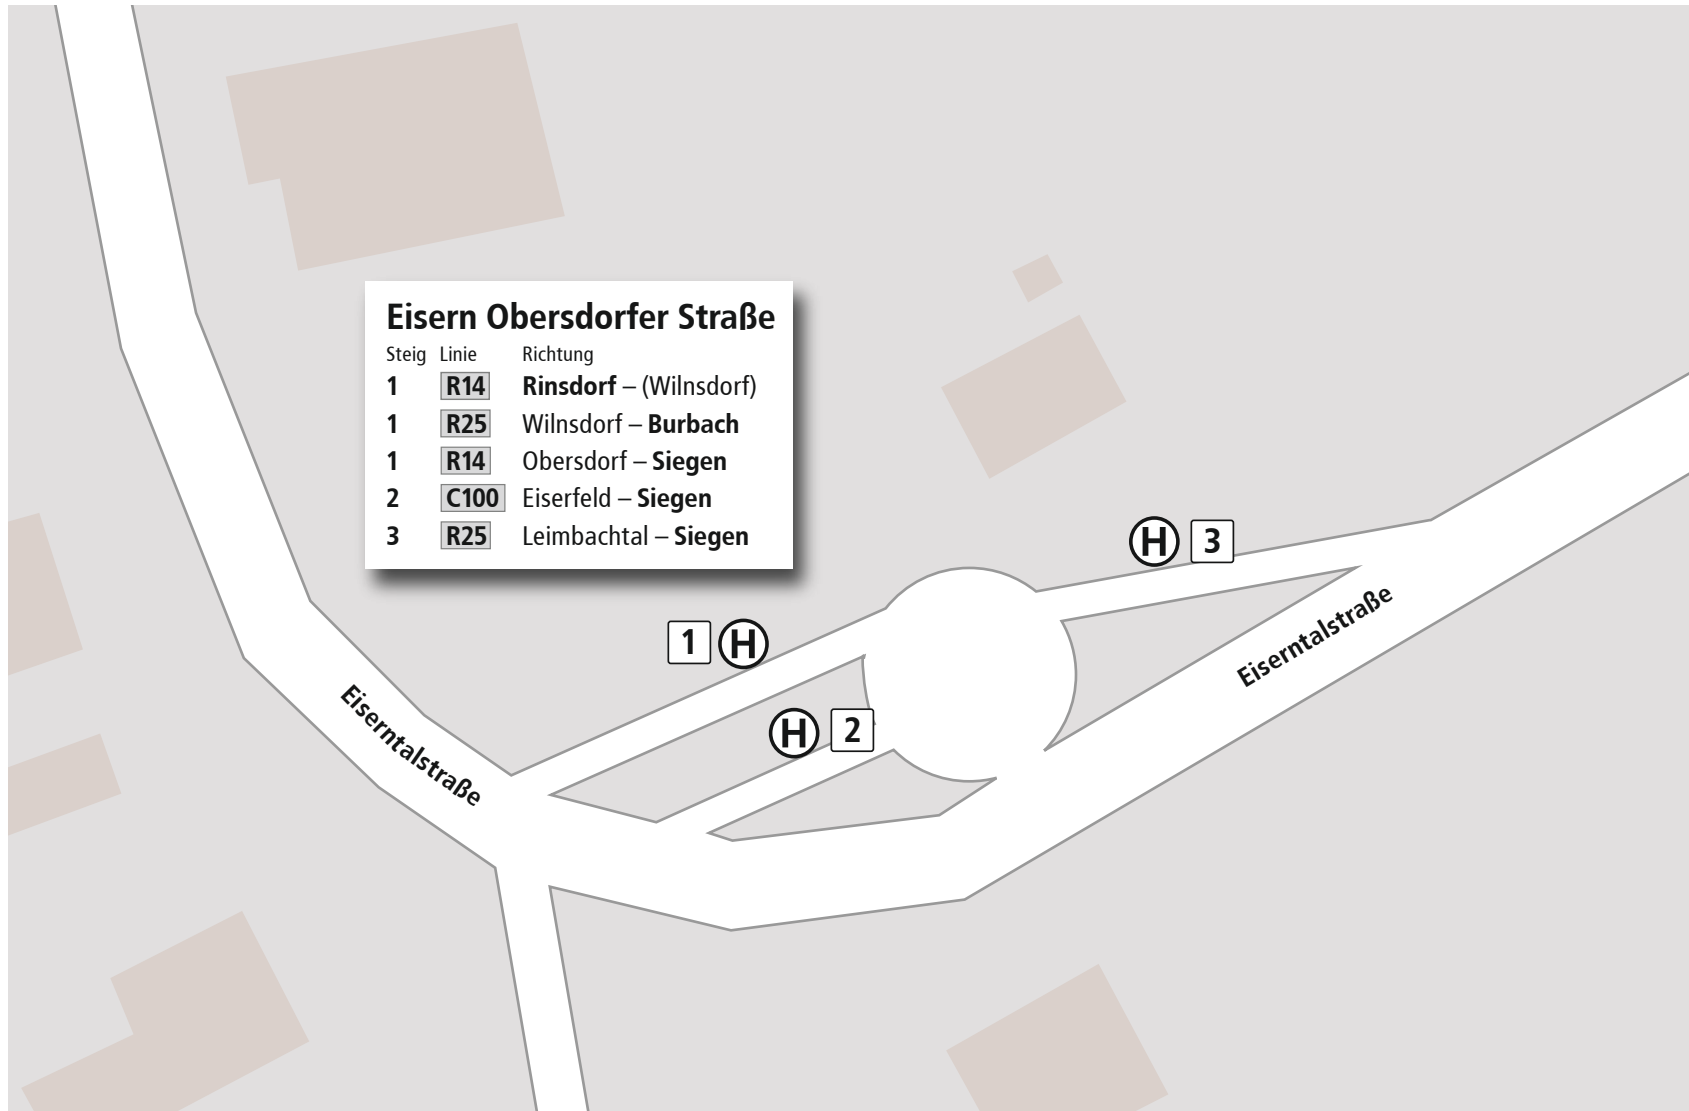 Eisern Obersdorfer Straße
Steig Linie Richtung
1 R14 Rinsdorf – (Wilnsdorf)
1 R25 Wilnsdorf – Burbach
1 R14 Obersdorf – Siegen
2 C100 Eiserfeld – Siegen
3 R25 Leimbachtal – Siegen
H 3
1 H
H 2
Eiserntalstraße
Eiserntalstraße